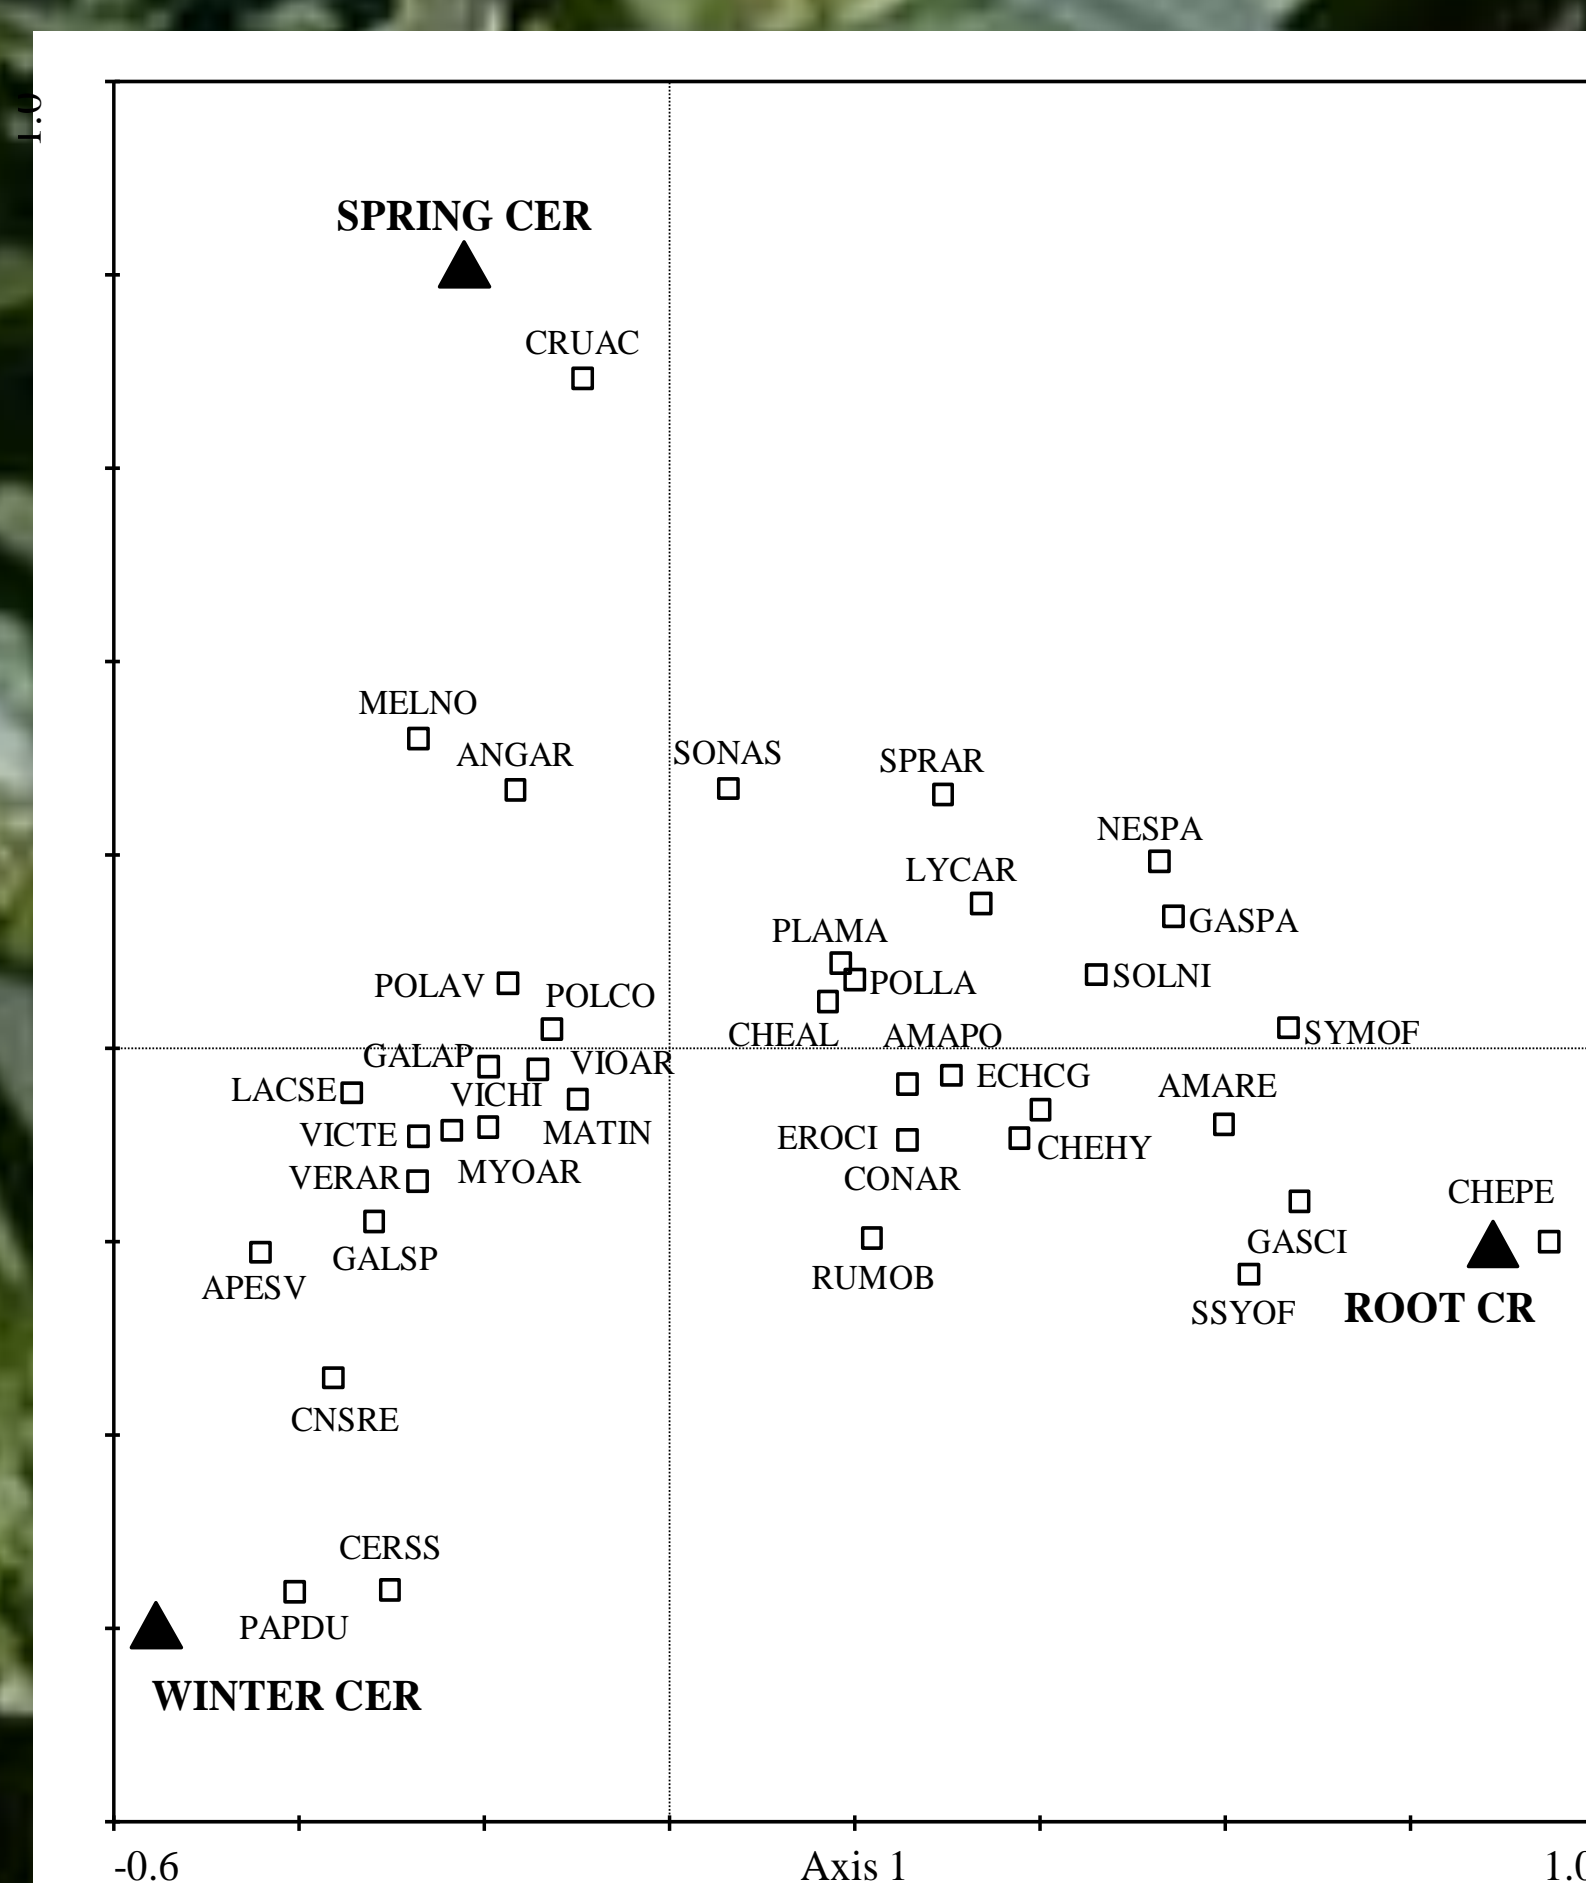 1.0
SPRING CER
CRUAC
MELNO
ANGAR
SONAS
SPRAR
NESPA
LYCAR
GASPA
PLAMA
POLAV
POLLA
SOLNI
POLCO
CHEAL
AMAPO
SYMOF
GALAP
VIOAR
LACSE
VICHI
ECHCG
AMARE
VICTE
MATIN
EROCI
CHEHY
VERAR
MYOAR
CONAR
CHEPE
GALSP
GASCI
APESV
RUMOB
SSYOF
ROOT CR
CNSRE
CERSS
PAPDU
WINTER CER
-0.6
Axis 1
1.0